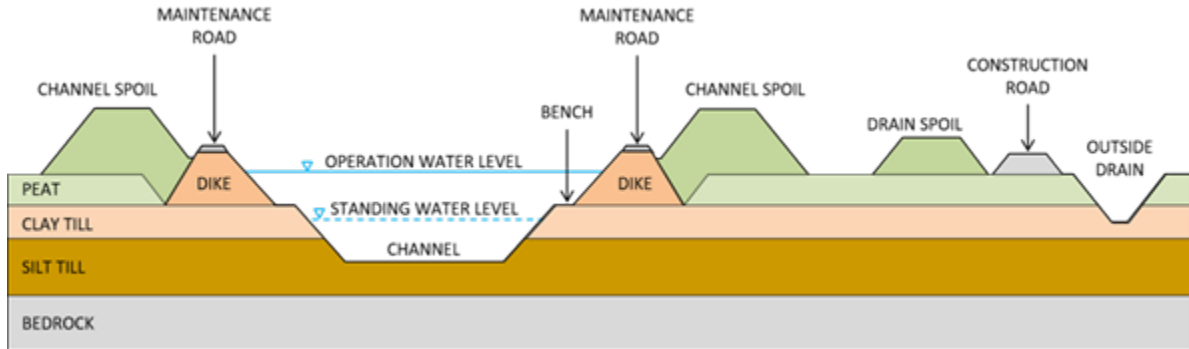 MAINTENANCE
ROAD
MAINTENANCE
ROAD
CONSTRUCTION
ROAD
CHANNEL SPOIL
CHANNEL SPOIL
BENCH
DRAIN SPOIL
OUTSIDE
DRAIN
OPERATION WATER LEVEL
PEAT
DIKE
DIKE
STANDING WATER LEVEL
CLAY TILL
CHANNEL
SILT TILL
BEDROCK